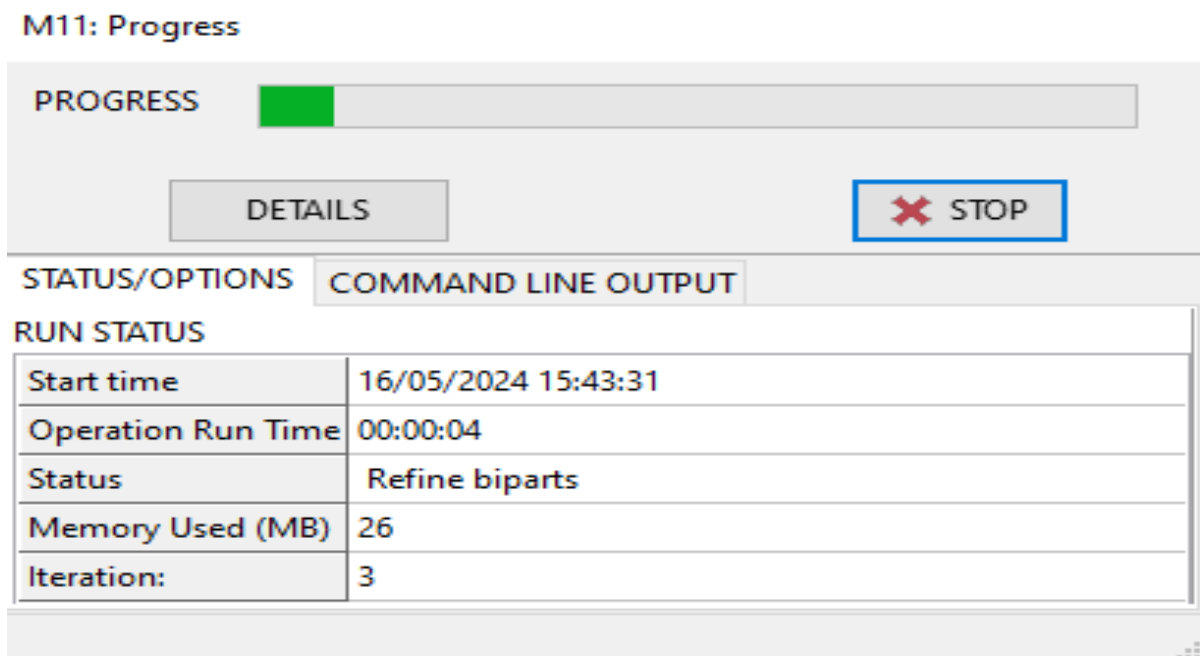 M11: Progress
PROGRESS
DETAILS STOP
STATUS/OPTIONS COMMAND LINE OUTPUT
RUN STATUS
Start time 16/05/2024 15:43:31
Operation Run Time 00:00:04
Status Refine biparts
Memory Used (MB) 26
Iteration: 3